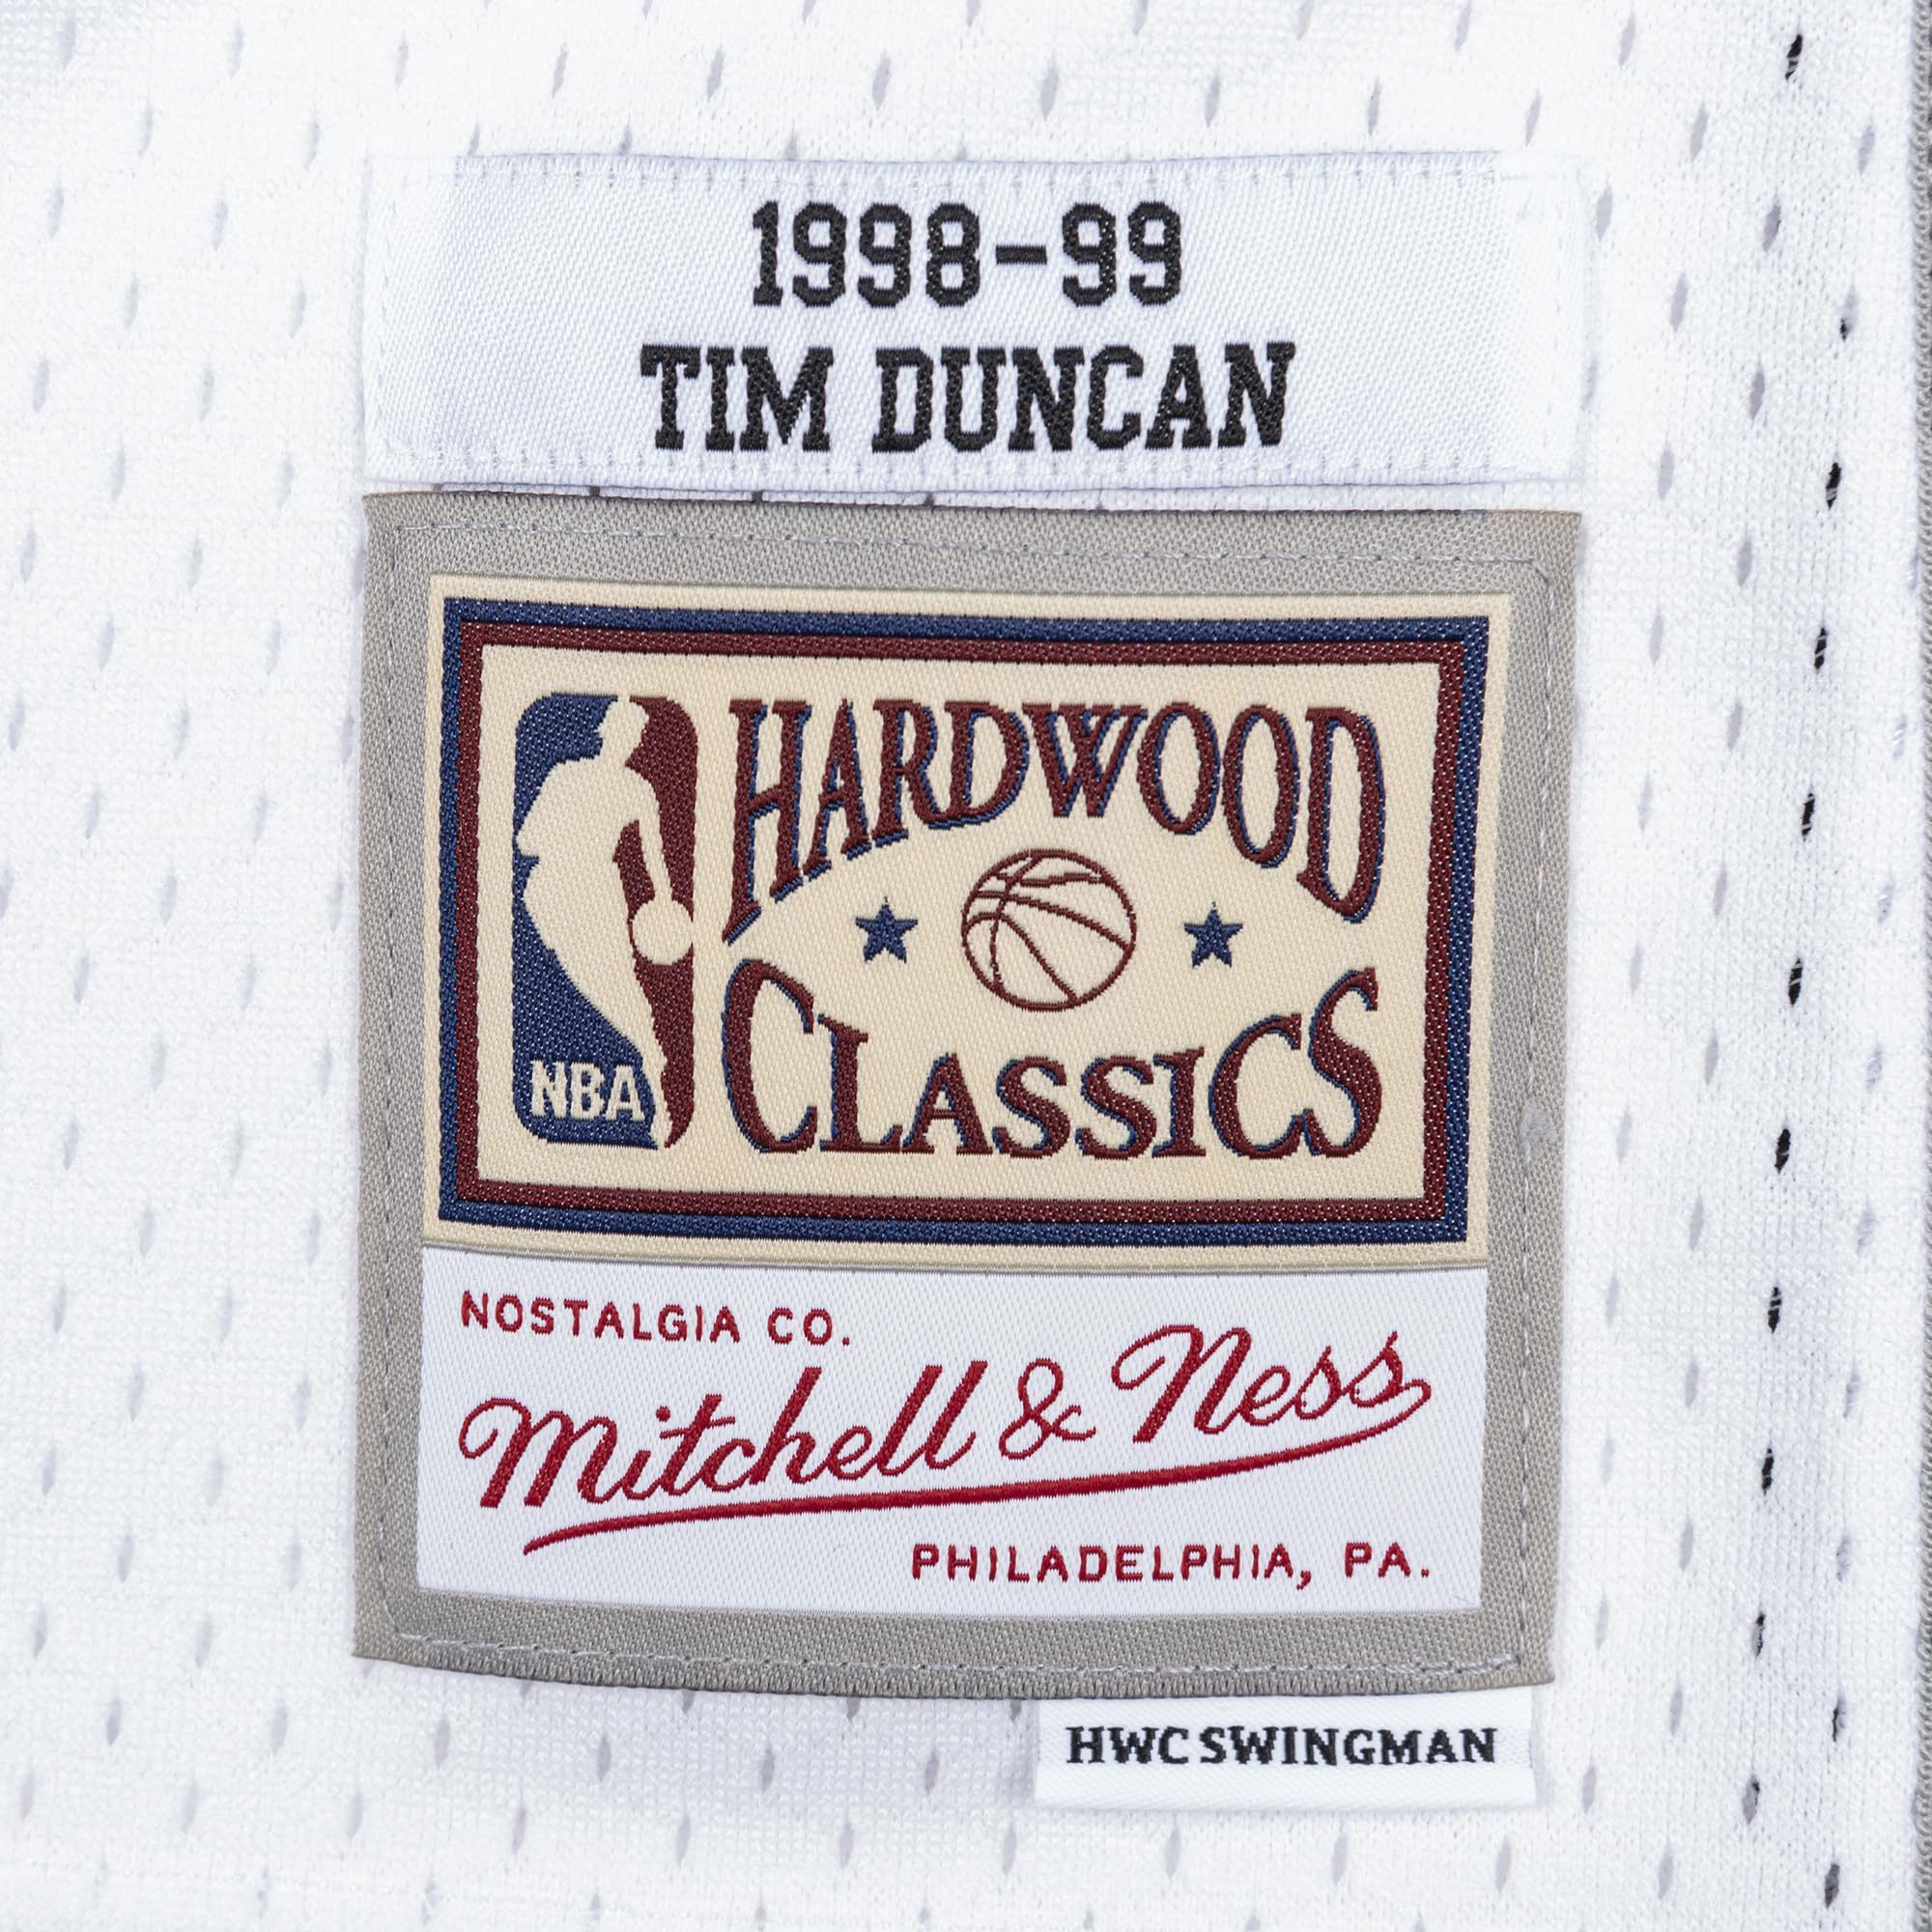 1998-99
TIM DUNCAN
HARDWOOD
CLASSICS
NBA
NOSTALGIA CO.
Mitchell & Ness
PHILADELPHIA, PA.
HWC SWINGMAN